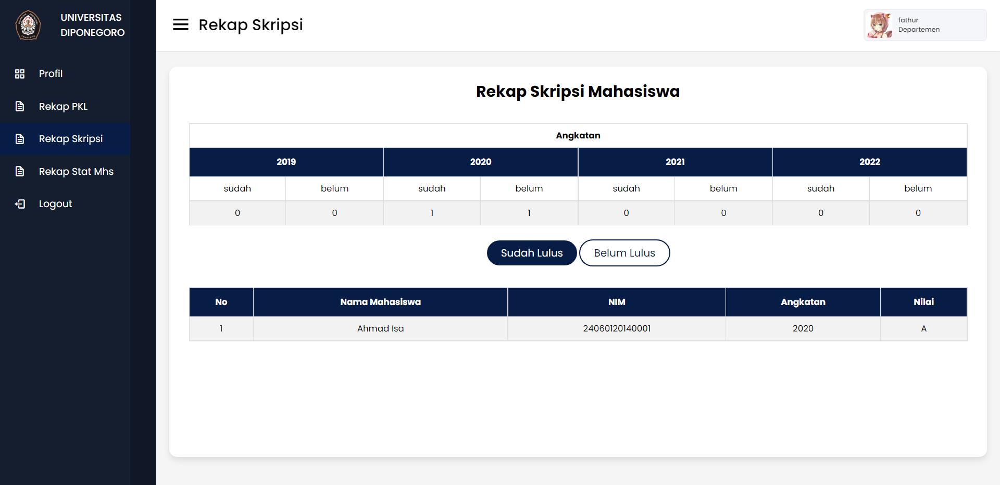 UNIVERSITAS
DIPONEGORO
Profil
Rekap PKL
Rekap Skripsi
Rekap Stat Mhs
Logout
Rekap Skripsi
fathur
Departemen
Rekap Skripsi Mahasiswa
Angkatan
2019 2020 2021 2022
sudah belum sudah belum sudah belum sudah belum
0 0 1 1 0 0 0 0
Sudah Lulus Belum Lulus
No Nama Mahasiswa NIM Angkatan Nilai
1 Ahmad Isa 24060120140001 2020 A